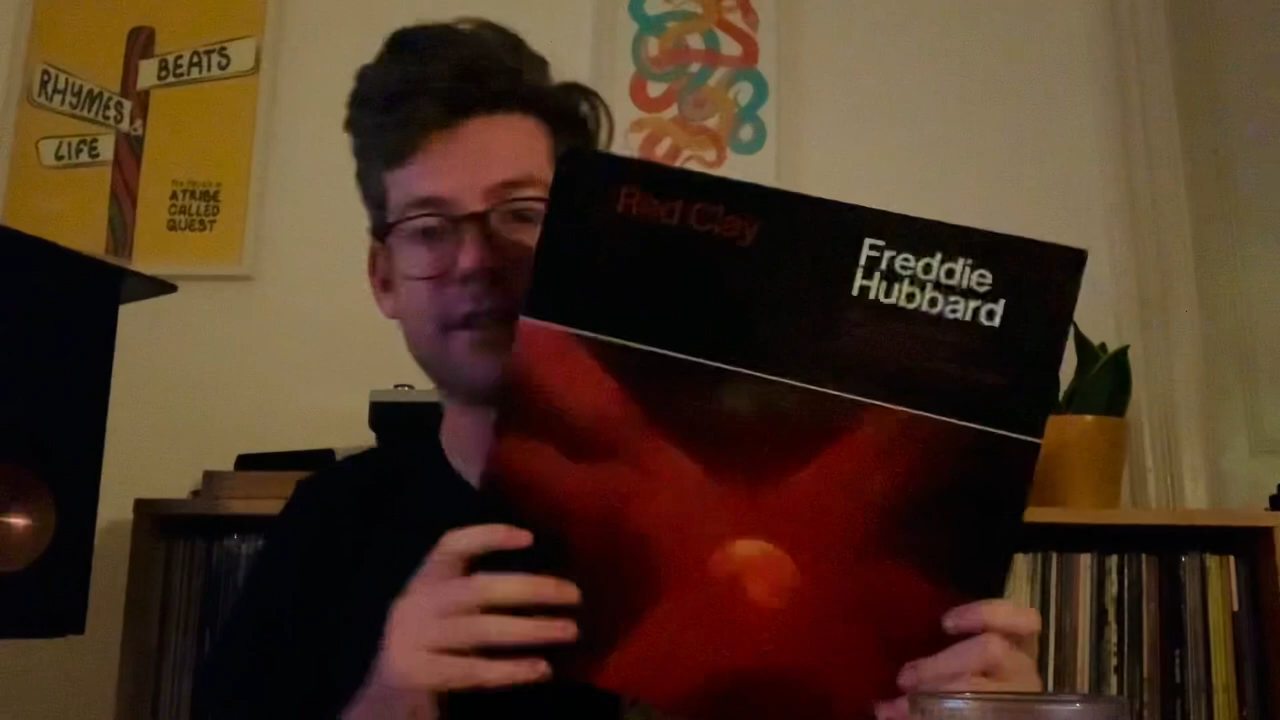 RHYMES
BEATS
LIFE
A TRIBE
CALLED
QUEST
Red Clay
Freddie
Hubbard